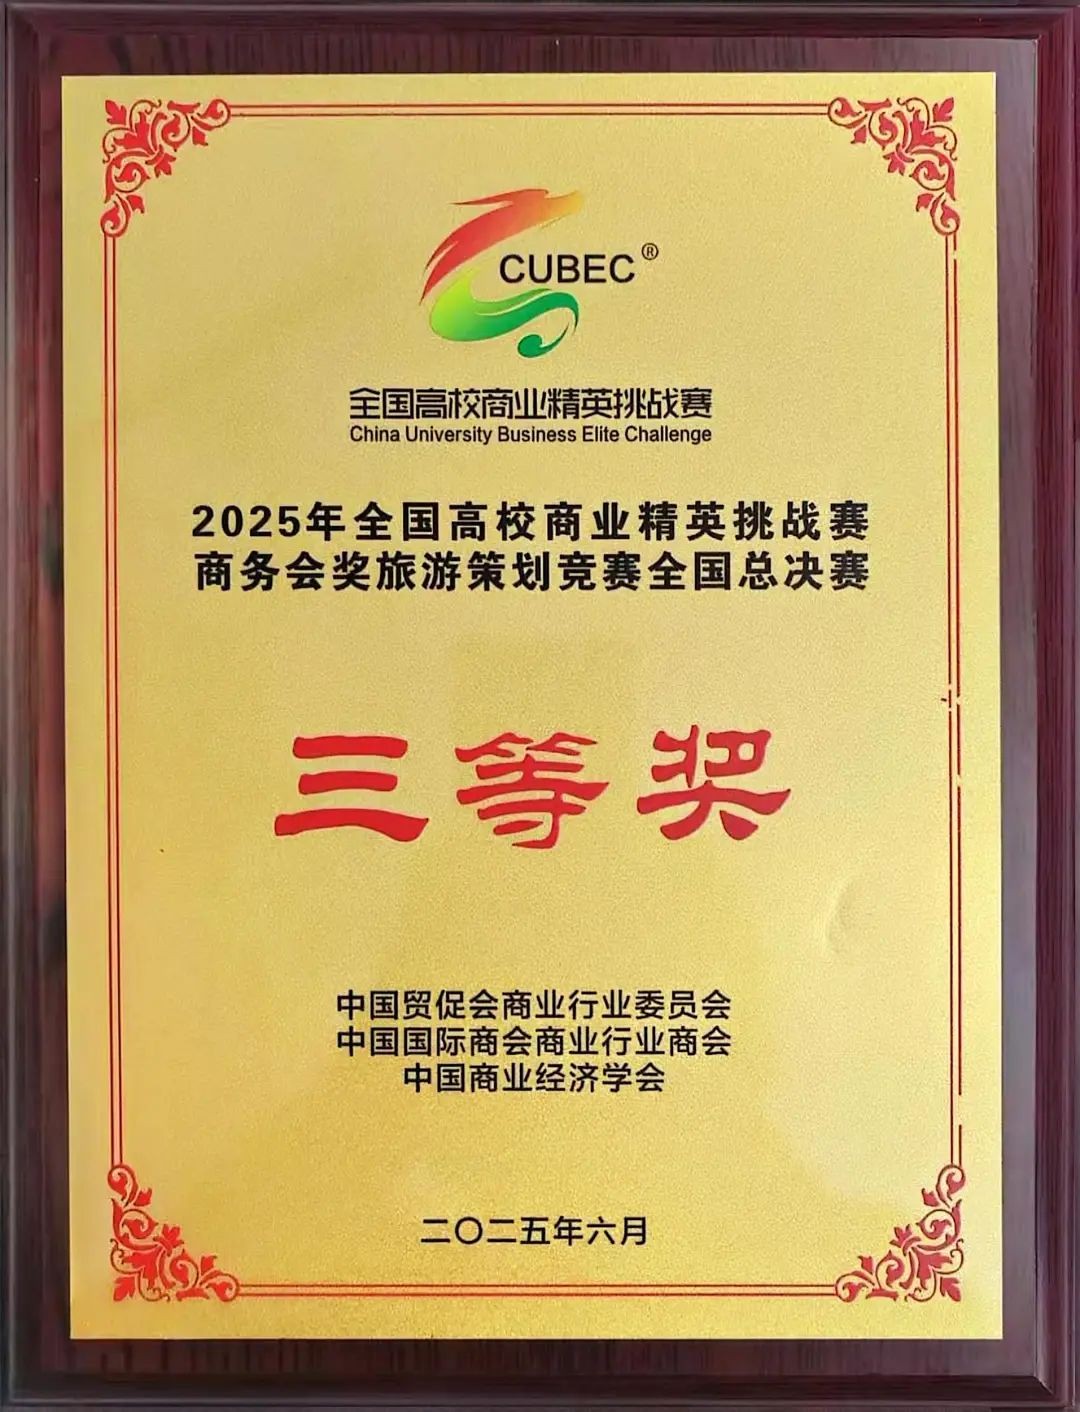 CUBEC®
全国高校商业精英挑战赛
China University Business Elite Challenge
2025年全国高校商业精英挑战赛
商务会奖旅游策划竞赛全国总决赛
三等奖
中国贸促会商业行业委员会
中国国际商会商业行业商会
中国商业经济学会
二〇二五年六月